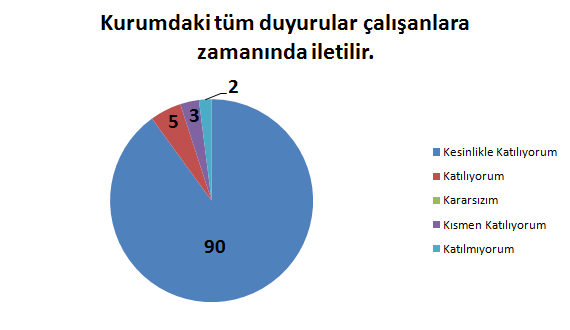 Kurumdaki tüm duyurular çalışanlara
zamanında iletilir.
2
5
3
90
Kesinlikle Katılıyorum
Katılıyorum
Kararsızım
Kısmen Katılıyorum
Katılmıyorum